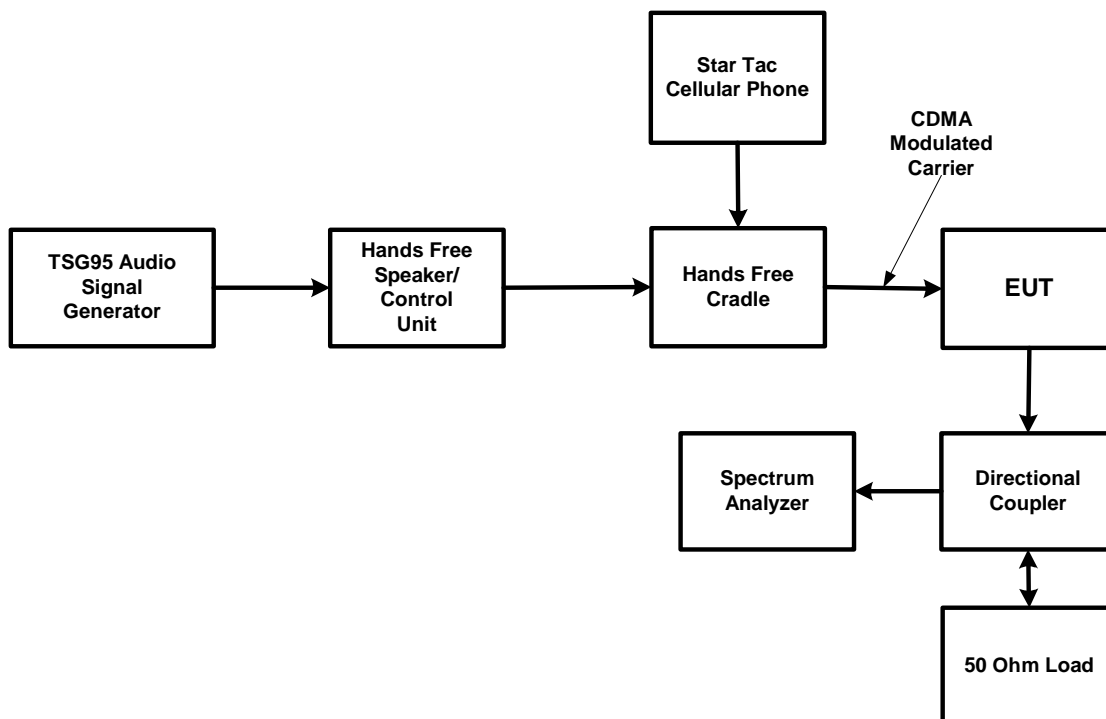 Star Tac
Cellular Phone
CDMA
Modulated
Carrier
TSG95 Audio
Signal
Generator
Hands Free
Speaker/
Control
Unit
Hands Free
Cradle
EUT
Spectrum
Analyzer
Directional
Coupler
50 Ohm Load